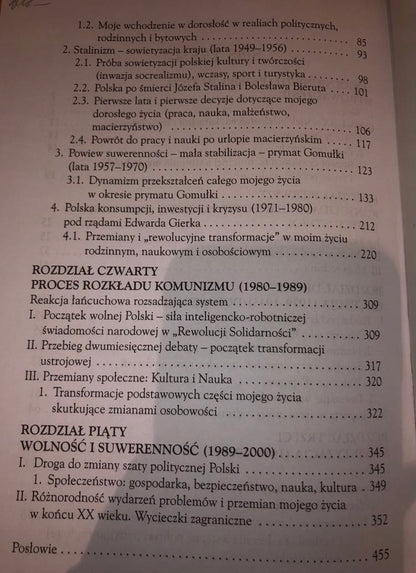 1.2. Moje wchodzenie w dorosłość w realiach politycznych,
rodzinnych i bytowych ........ 85
2. Stalinizm – sowietyzacja kraju (lata 1949–1956) ........ 93
2.1. Próba sowietyzacji polskiej kultury i twórczości
(inwazja socrealizmu), wczasy, sport i turystyka ........ 98
2.2. Polska po śmierci Józefa Stalina i Bolesława Bieruta ........ 101
2.3. Pierwsze lata i pierwsze decyzje dotyczące mojego
dorosłego życia (praca, nauka, małżeństwo,
macierzyństwo) ........ 106
2.4. Powrót do pracy i nauki po urlopie macierzyńskim ........ 117
3. Powiew suwerenności – mała stabilizacja – prymat Gomułki
(lata 1957–1970) ........ 123
3.1. Dynamizm przekształceń całego mojego życia
w okresie prymatu Gomułki ........ 133
4. Polska konsumpcji, inwestycji i kryzysu (1971–1980)
pod rządami Edwarda Gierka ........ 212
4.1. Przemiany i „rewolucyjne transformacje” w moim życiu
rodzinnym, naukowym i osobościowym ........ 220
ROZDZIAŁ CZWARTY
PROCES ROZKŁADU KOMUNIZMU (1980–1989)
Reakcja łańcuchowa rozsadzająca system ........ 309
I. Początek wolnej Polski – siła inteligencko-robotniczej
świadomości narodowej w „Rewolucji Solidarności” ........ 309
II. Przebieg dwumiesięcznej debaty – początek transformacji
ustrojowej ........ 317
III. Przemiany społeczne: Kultura i Nauka ........ 320
1. Transformacje podstawowych części mojego życia
skutkujące zmianami osobowości ........ 322
ROZDZIAŁ PIĄTY
WOLNOŚĆ I SUWERENNOŚĆ (1989–2000) ........ 345
I. Droga do zmiany szaty politycznej Polski ........ 345
1. Społeczeństwo: gospodarka, bezpieczeństwo, nauka, kultura . 349
II. Różnorodność wydarzeń problemów i przemian mojego życia
w końcu XX wieku. Wycieczki zagraniczne ........ 352
Posłowie ........ 455